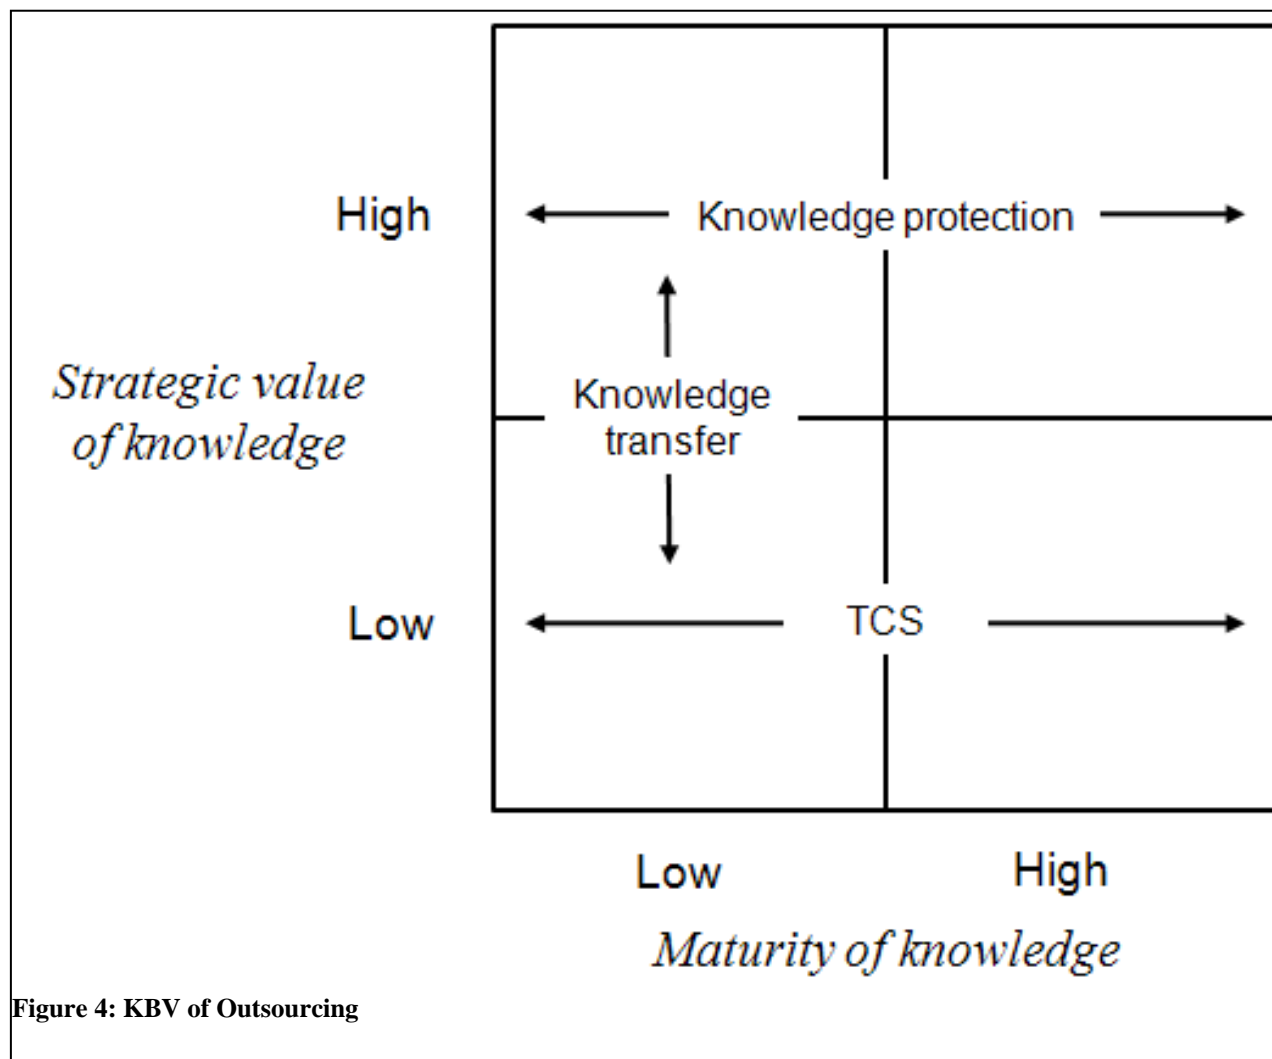 High
Knowledge protection
Strategic value
of knowledge
Knowledge
transfer
Low
TCS
Low
High
Maturity of knowledge
Figure 4: KBV of Outsourcing